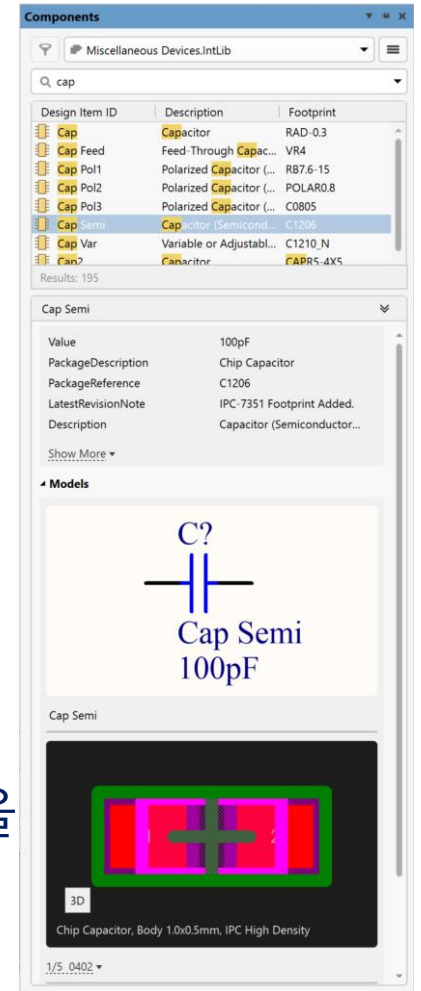 Components
Miscellaneous Devices.IntLib
cap
Design Item ID Description Footprint
Cap Capacitor RAD-0.3
Cap Feed Feed-Through Capac... VR4
Cap Pol1 Polarized Capacitor (... RB7.6-15
Cap Pol2 Polarized Capacitor (... POLAR0.8
Cap Pol3 Polarized Capacitor (... C0805
Cap Semi Capacitor (Semicond... C1206
Cap Var Variable or Adjustabl... C1210_N
Cap2 Capacitor CAPR5-4X5
Results: 195
Cap Semi
Value 100pF
PackageDescription Chip Capacitor
PackageReference C1206
LatestRevisionNote IPC-7351 Footprint Added.
Description Capacitor (Semiconductor...
Show More
Models
C?
Cap Semi
100pF
Cap Semi
을
1 2
3D
Chip Capacitor, Body 1.0x0.5mm, IPC High Density
1/5 0402